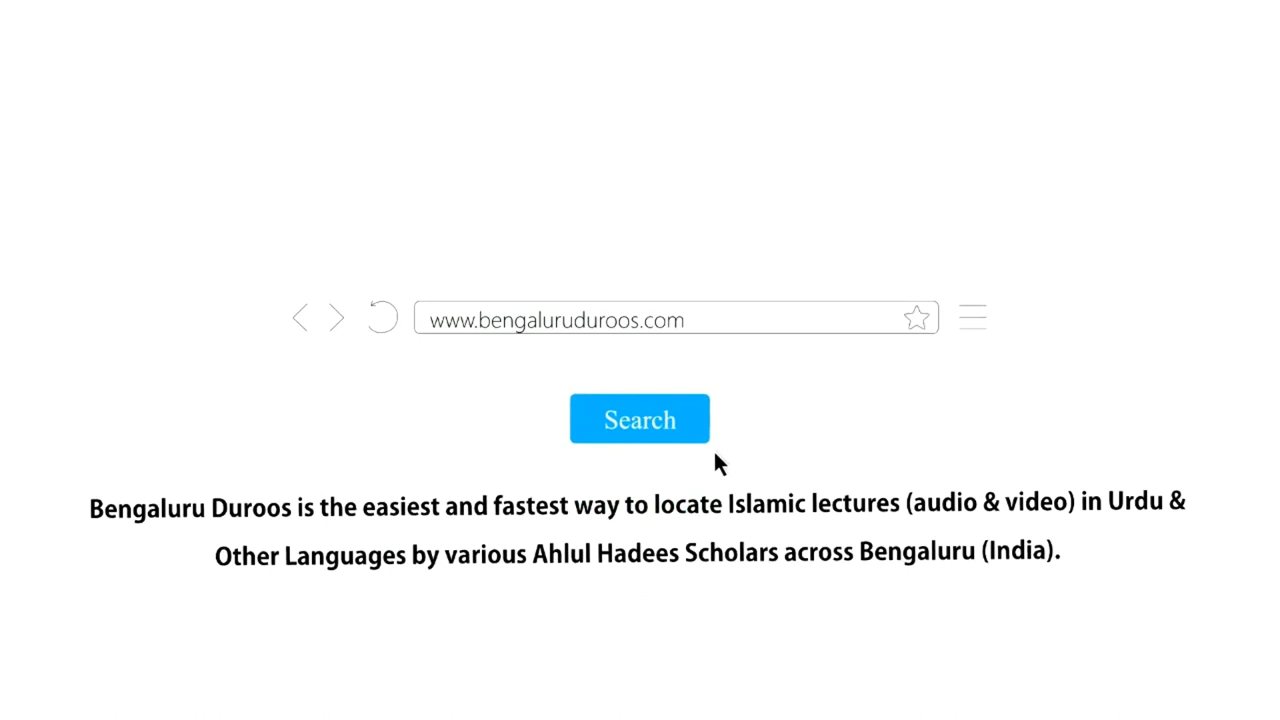 www.bengaluruduroos.com
Search
Bengaluru Duroos is the easiest and fastest way to locate Islamic lectures (audio & video) in Urdu &
Other Languages by various Ahlul Hadees Scholars across Bengaluru (India).